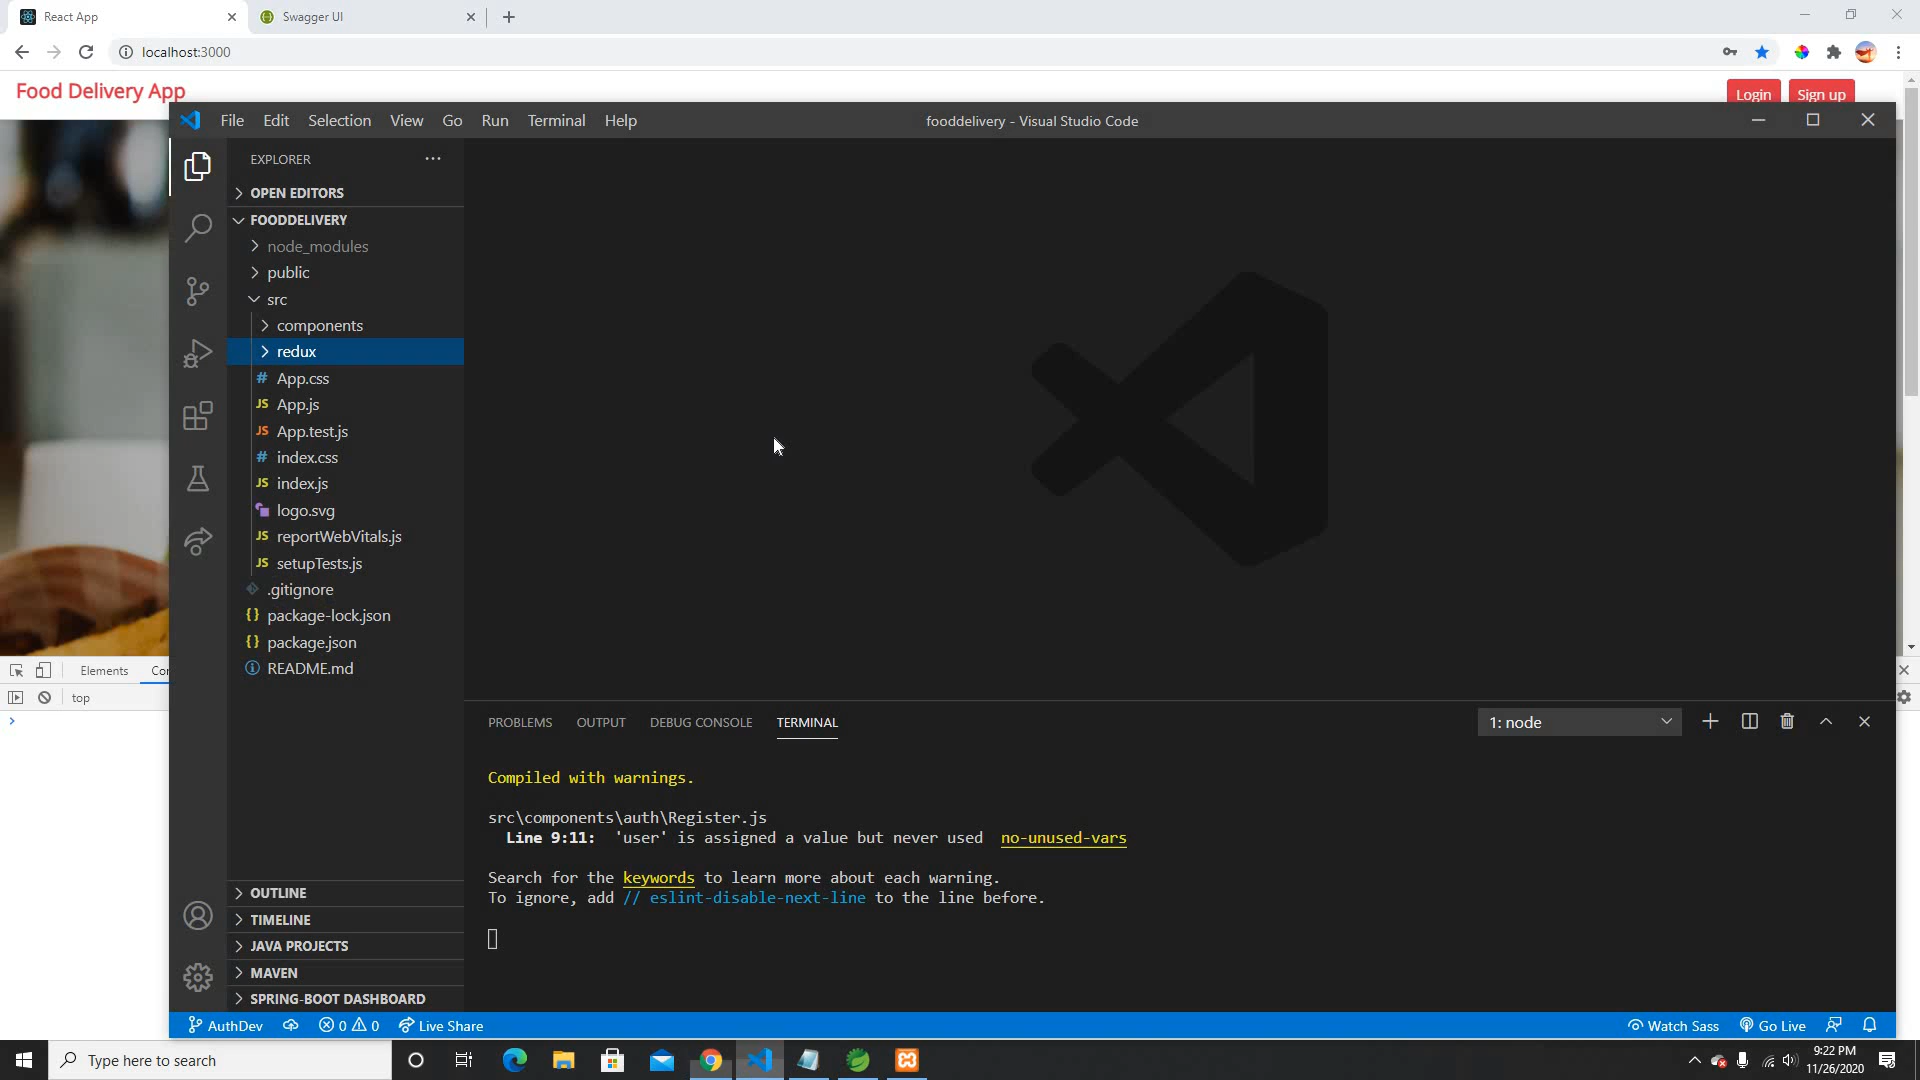 React App
Swagger UI
localhost:3000
Food Delivery App
Login
Sign up
File Edit Selection View Go Run Terminal Help
fooddelivery - Visual Studio Code
EXPLORER
OPEN EDITORS
FOODDELIVERY
node_modules
public
src
components
redux
# App.css
JS App.js
JS App.test.js
# index.css
JS index.js
logo.svg
JS reportWebVitals.js
JS setupTests.js
.gitignore
{} package-lock.json
{} package.json
README.md
OUTLINE
TIMELINE
JAVA PROJECTS
MAVEN
SPRING-BOOT DASHBOARD
PROBLEMS OUTPUT DEBUG CONSOLE TERMINAL
1: node
Compiled with warnings.
src\components\auth\Register.js
Line 9:11: 'user' is assigned a value but never used no-unused-vars
Search for the keywords to learn more about each warning.
To ignore, add // eslint-disable-next-line to the line before.
Elements Con
top
AuthDev 0 0 Live Share
Watch Sass Go Live
Type here to search
9:22 PM
11/26/2020